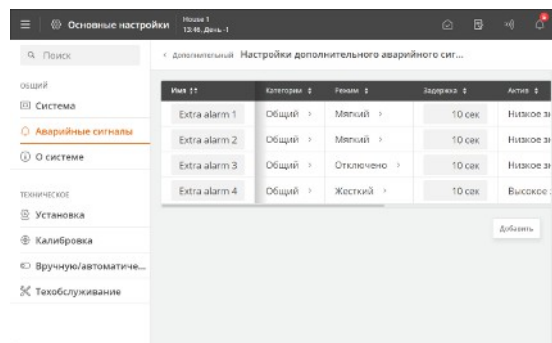 Основные настройки
House 1
13:46, День -1
Поиск
Дополнительный Настройки дополнительного аварийного сиг...
ОБЩИЙ
Система
Аварийные сигналы
О системе
ТЕХНИЧЕСКОЕ
Установка
Калибровка
Вручную/автоматиче...
Техобслуживание
Имя Категории Режим Задержка Актив
Extra alarm 1 Общий Мягкий 10 сек Низкое зн
Extra alarm 2 Общий Мягкий 10 сек Низкое зн
Extra alarm 3 Общий Отключено 10 сек Низкое зн
Extra alarm 4 Общий Жесткий 10 сек Высокое
Добавить